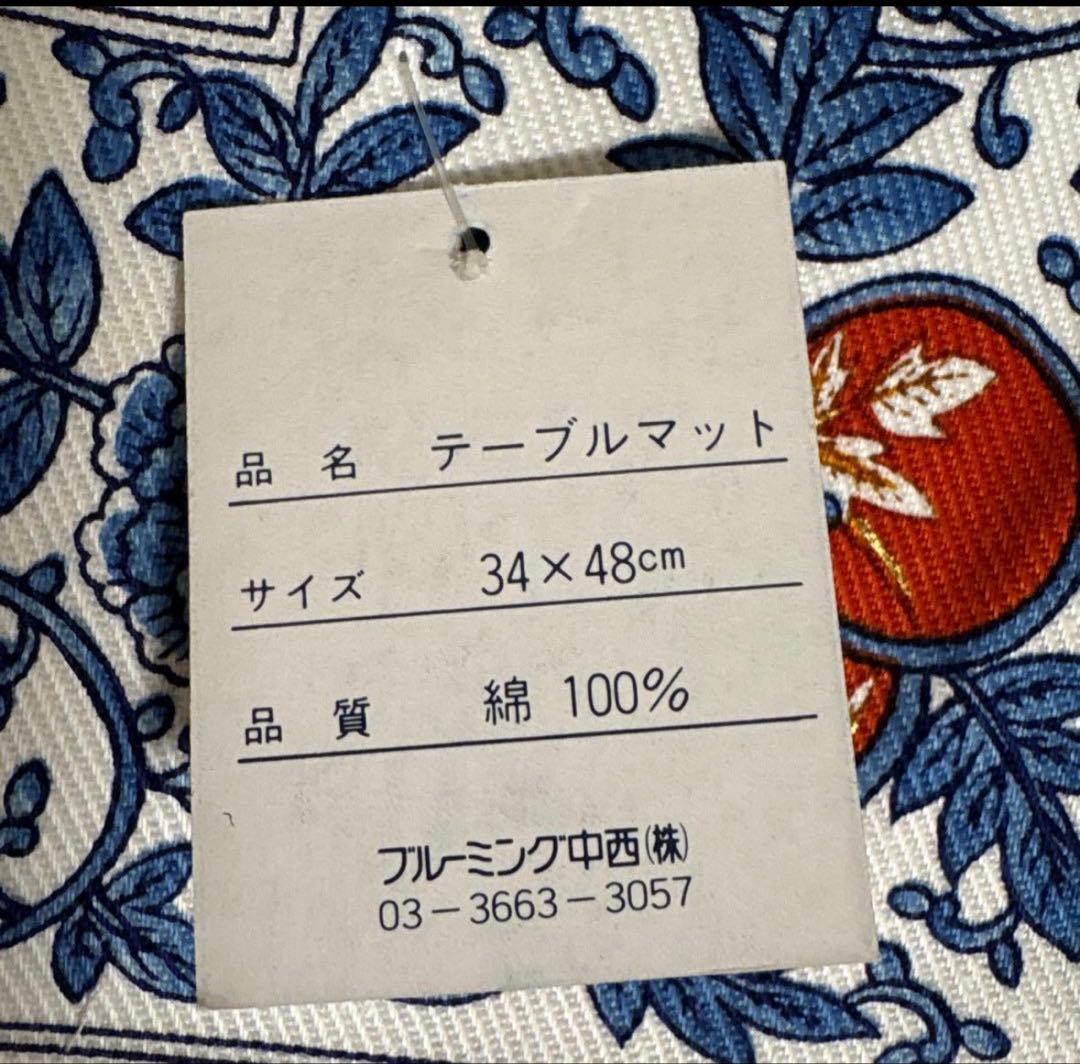 品　名　テーブルマット
サイズ　34×48cm
品　質　綿 100%
ブルーミング中西(株)
03－3663－3057